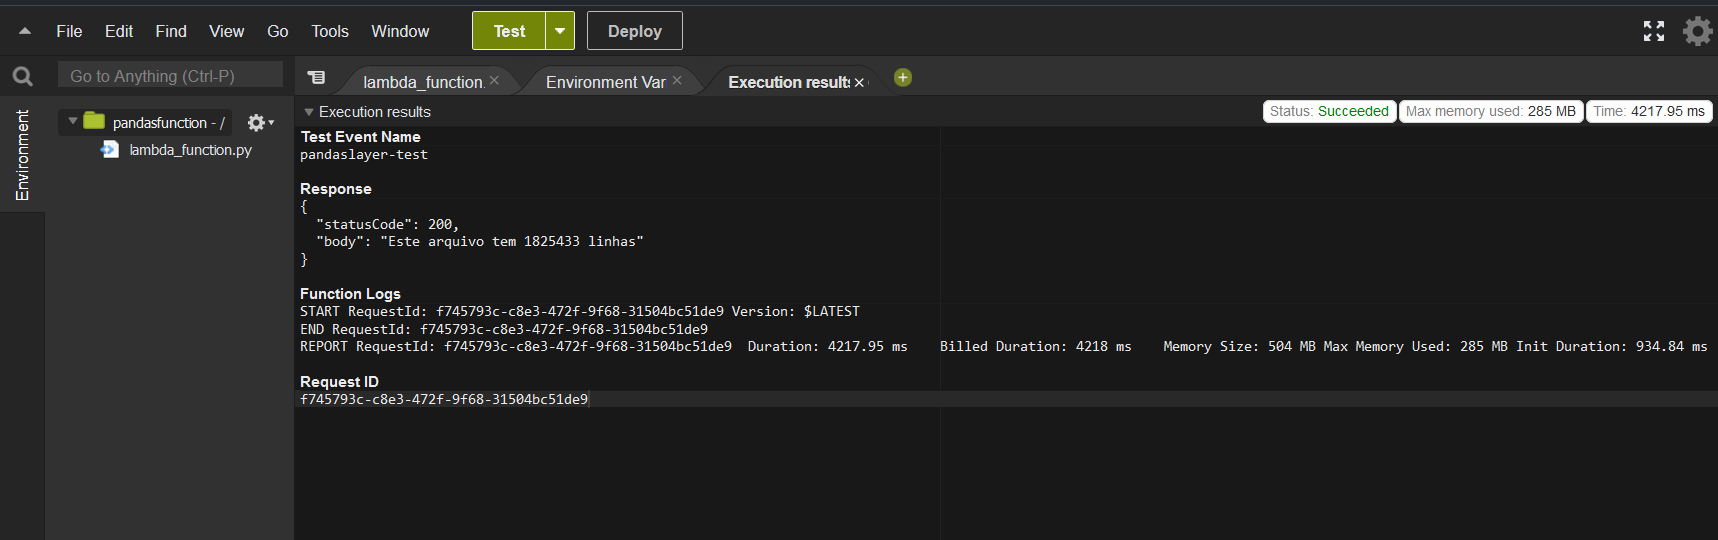 File Edit Find View Go Tools Window Test Deploy
Go to Anything (Ctrl-P)
lambda_function. Environment Var Execution results
Environment
pandasfunction - /
lambda_function.py
Execution results Status: Succeeded Max memory used: 285 MB Time: 4217.95 ms
Test Event Name
pandaslayer-test
Response
{
"statusCode": 200,
"body": "Este arquivo tem 1825433 linhas"
}
Function Logs
START RequestId: f745793c-c8e3-472f-9f68-31504bc51de9 Version: $LATEST
END RequestId: f745793c-c8e3-472f-9f68-31504bc51de9
REPORT RequestId: f745793c-c8e3-472f-9f68-31504bc51de9 Duration: 4217.95 ms Billed Duration: 4218 ms Memory Size: 504 MB Max Memory Used: 285 MB Init Duration: 934.84 ms
Request ID
f745793c-c8e3-472f-9f68-31504bc51de9